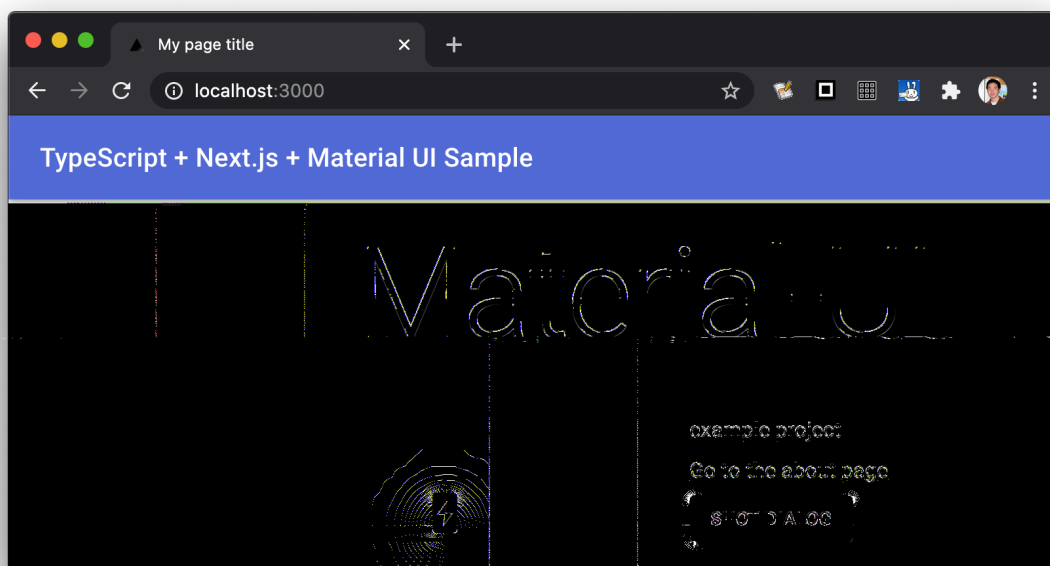 My page title
localhost:3000
TypeScript + Next.js + Material UI Sample
Material-UI
example project
Go to the about page
SHOT DIALOG